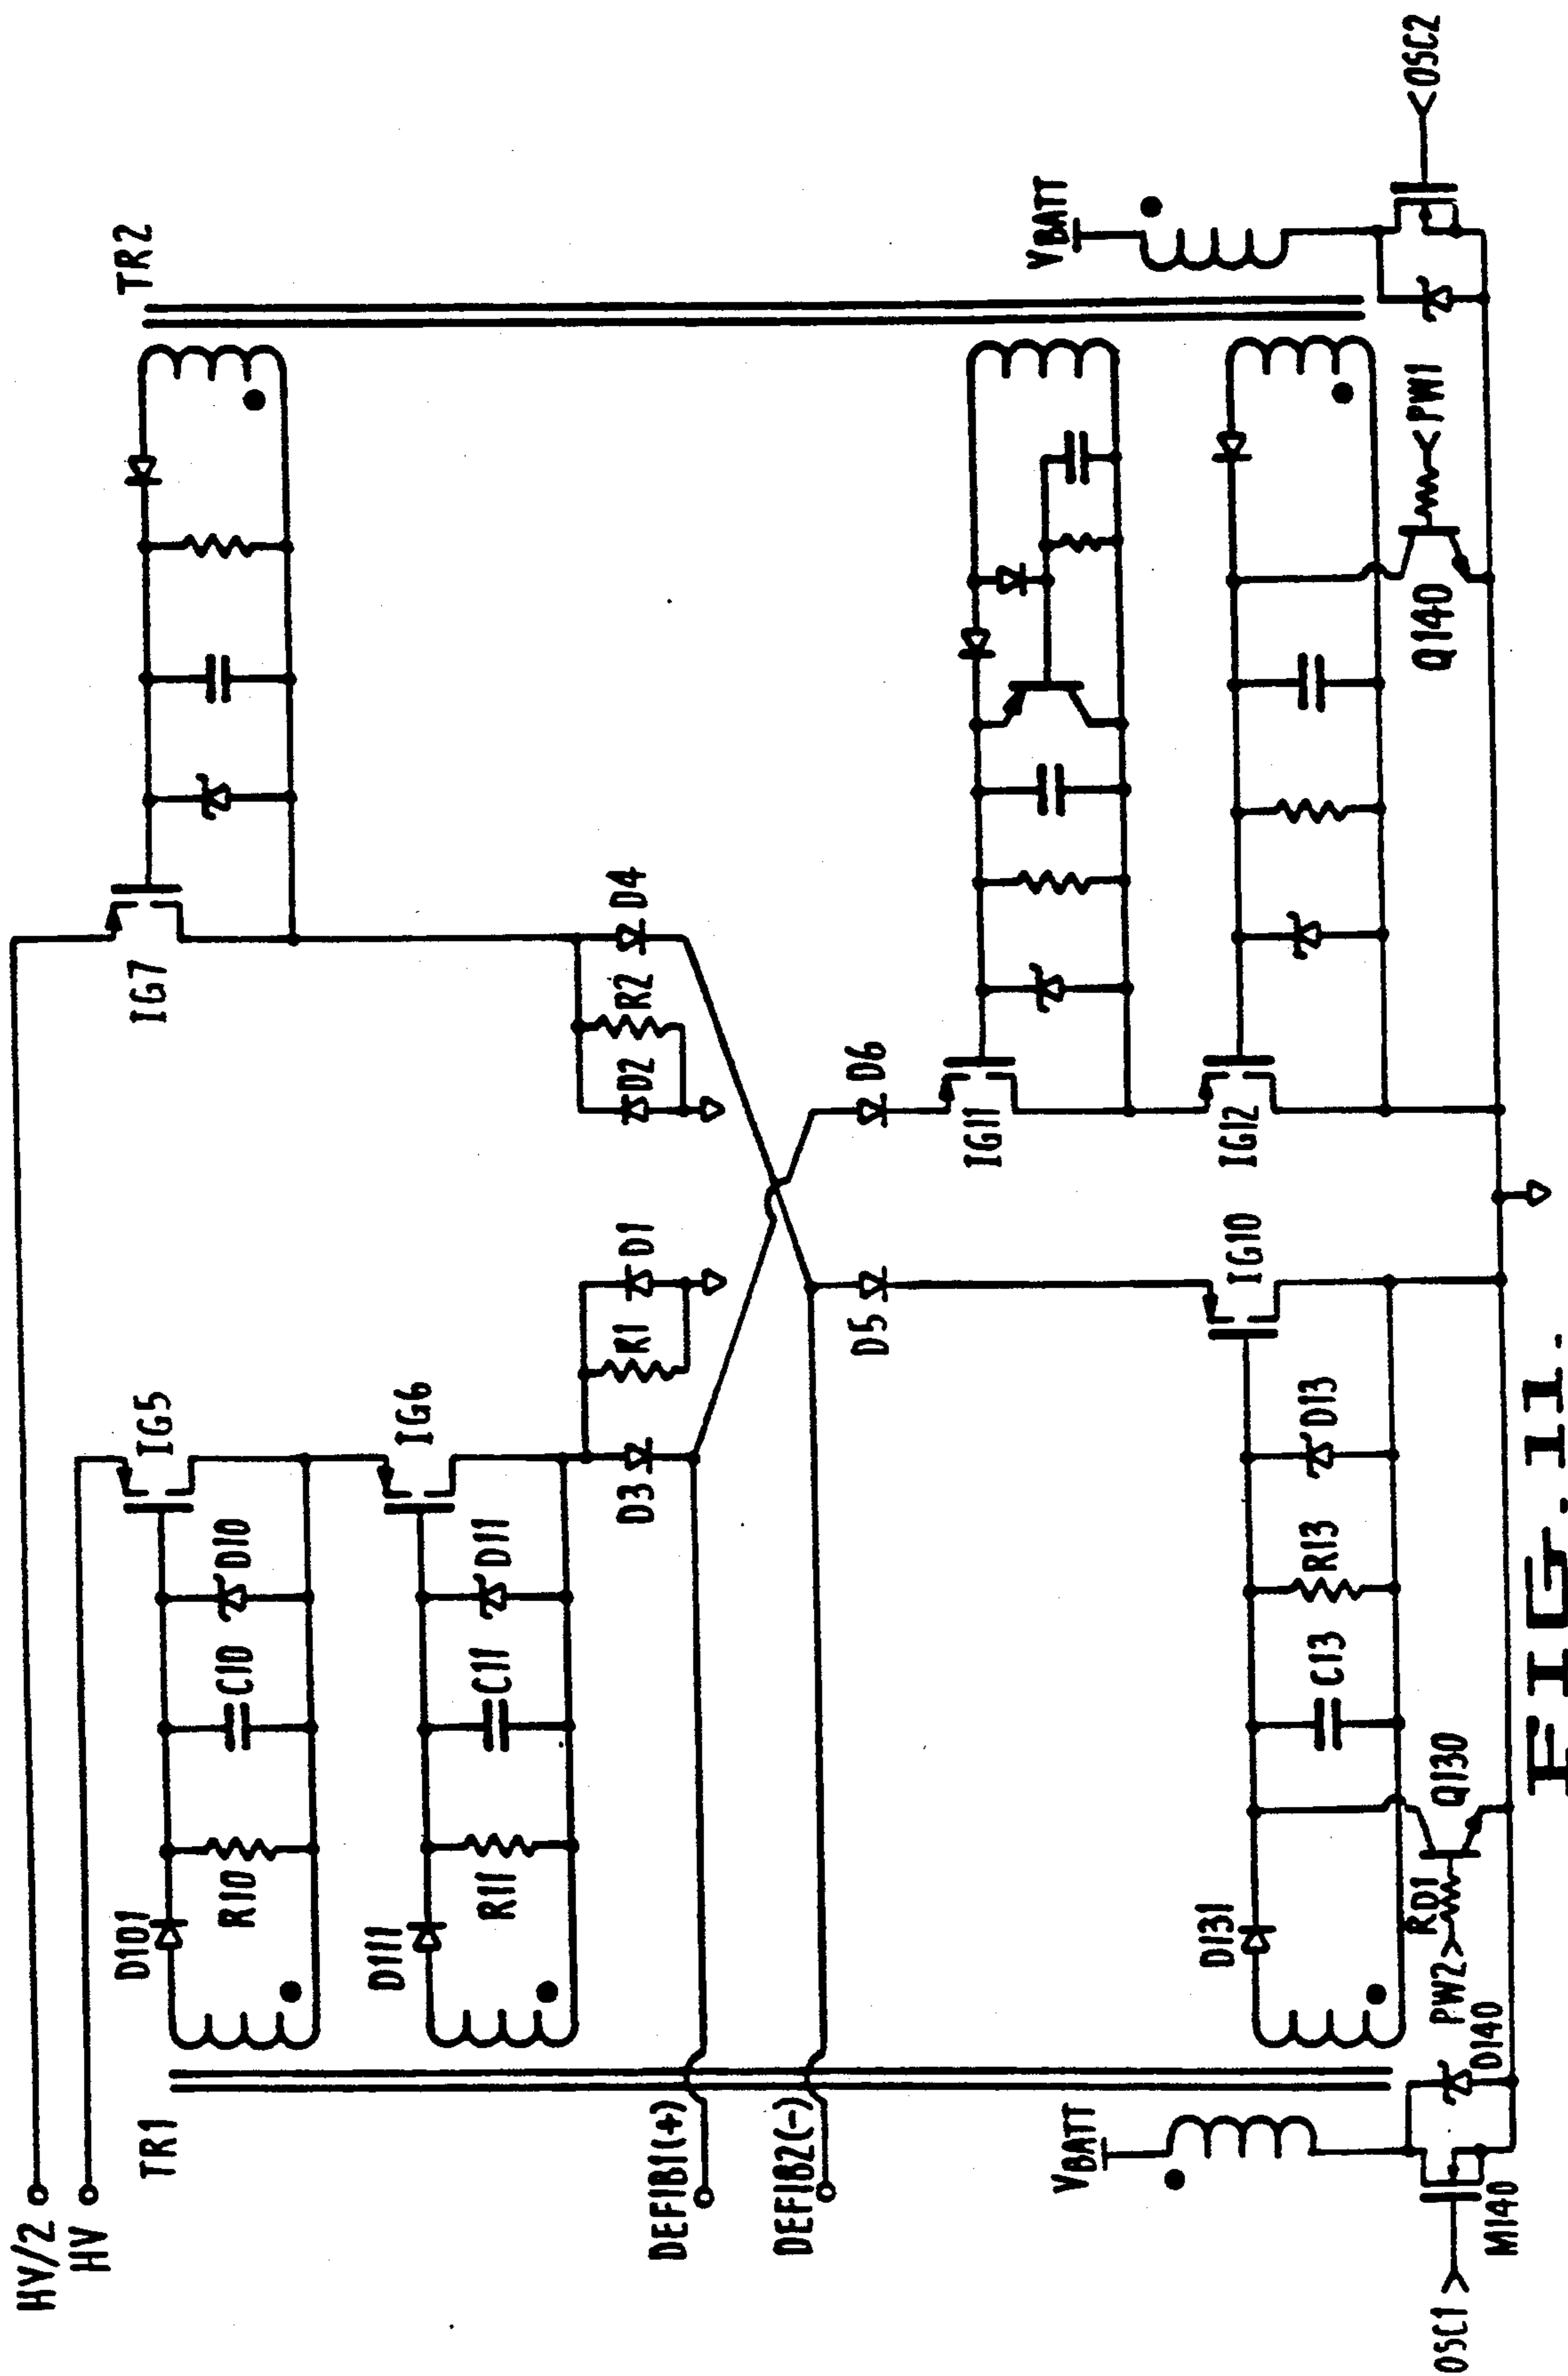 HV/2
HV
TR1
D101
R10
C10
D10
IG5
D111
R11
C11
D11
IG6
IG7
TR2
DEFIB1(+)
DEFIB2(-)
D3
R1
D1
D2
R2
D4
D5
D6
VBATT
D131
C13
R13
D13
IG10
IG11
IG12
VBATT
OSC1
M140
D140
PW2
RD1
Q130
Q140
PW1
OSC2
FIG.11.